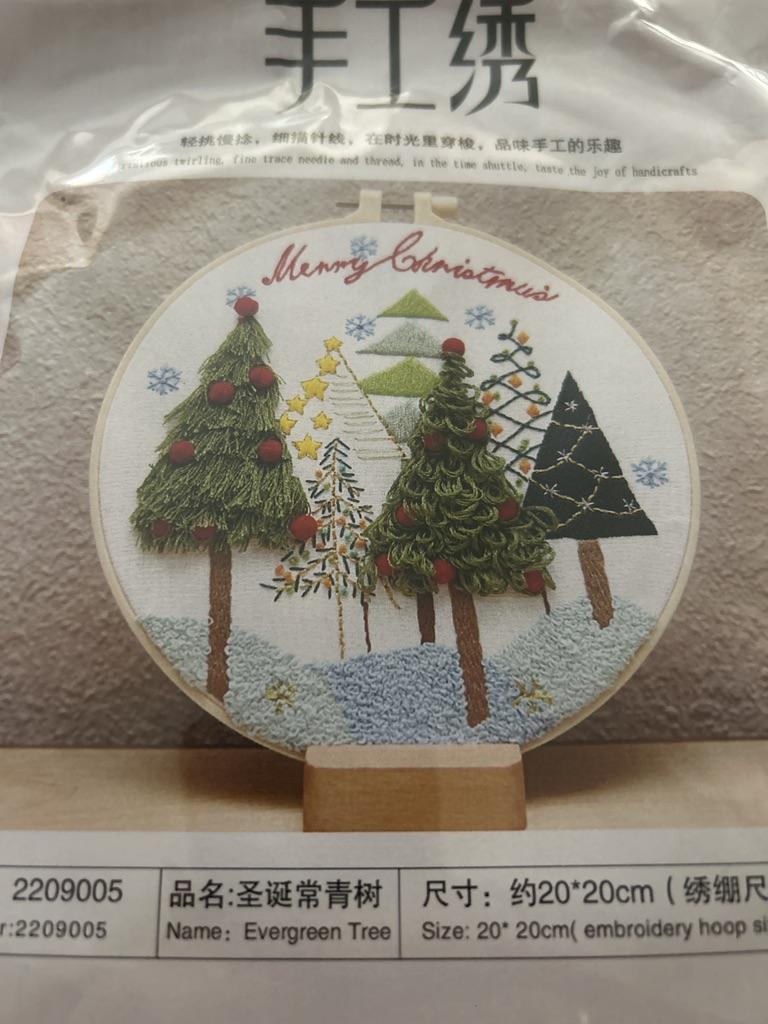 手工绣
轻挑慢捻，细描针线，在时光里穿梭，品味手工的乐趣
twirling, fine trace needle and thread, in the time shuttle, taste the joy of handicrafts
Merry Christmas
2209005
品名:圣诞常青树
尺寸：约20*20cm（绣绷尺
r:2209005
Name：Evergreen Tree
Size: 20* 20cm( embroidery hoop si